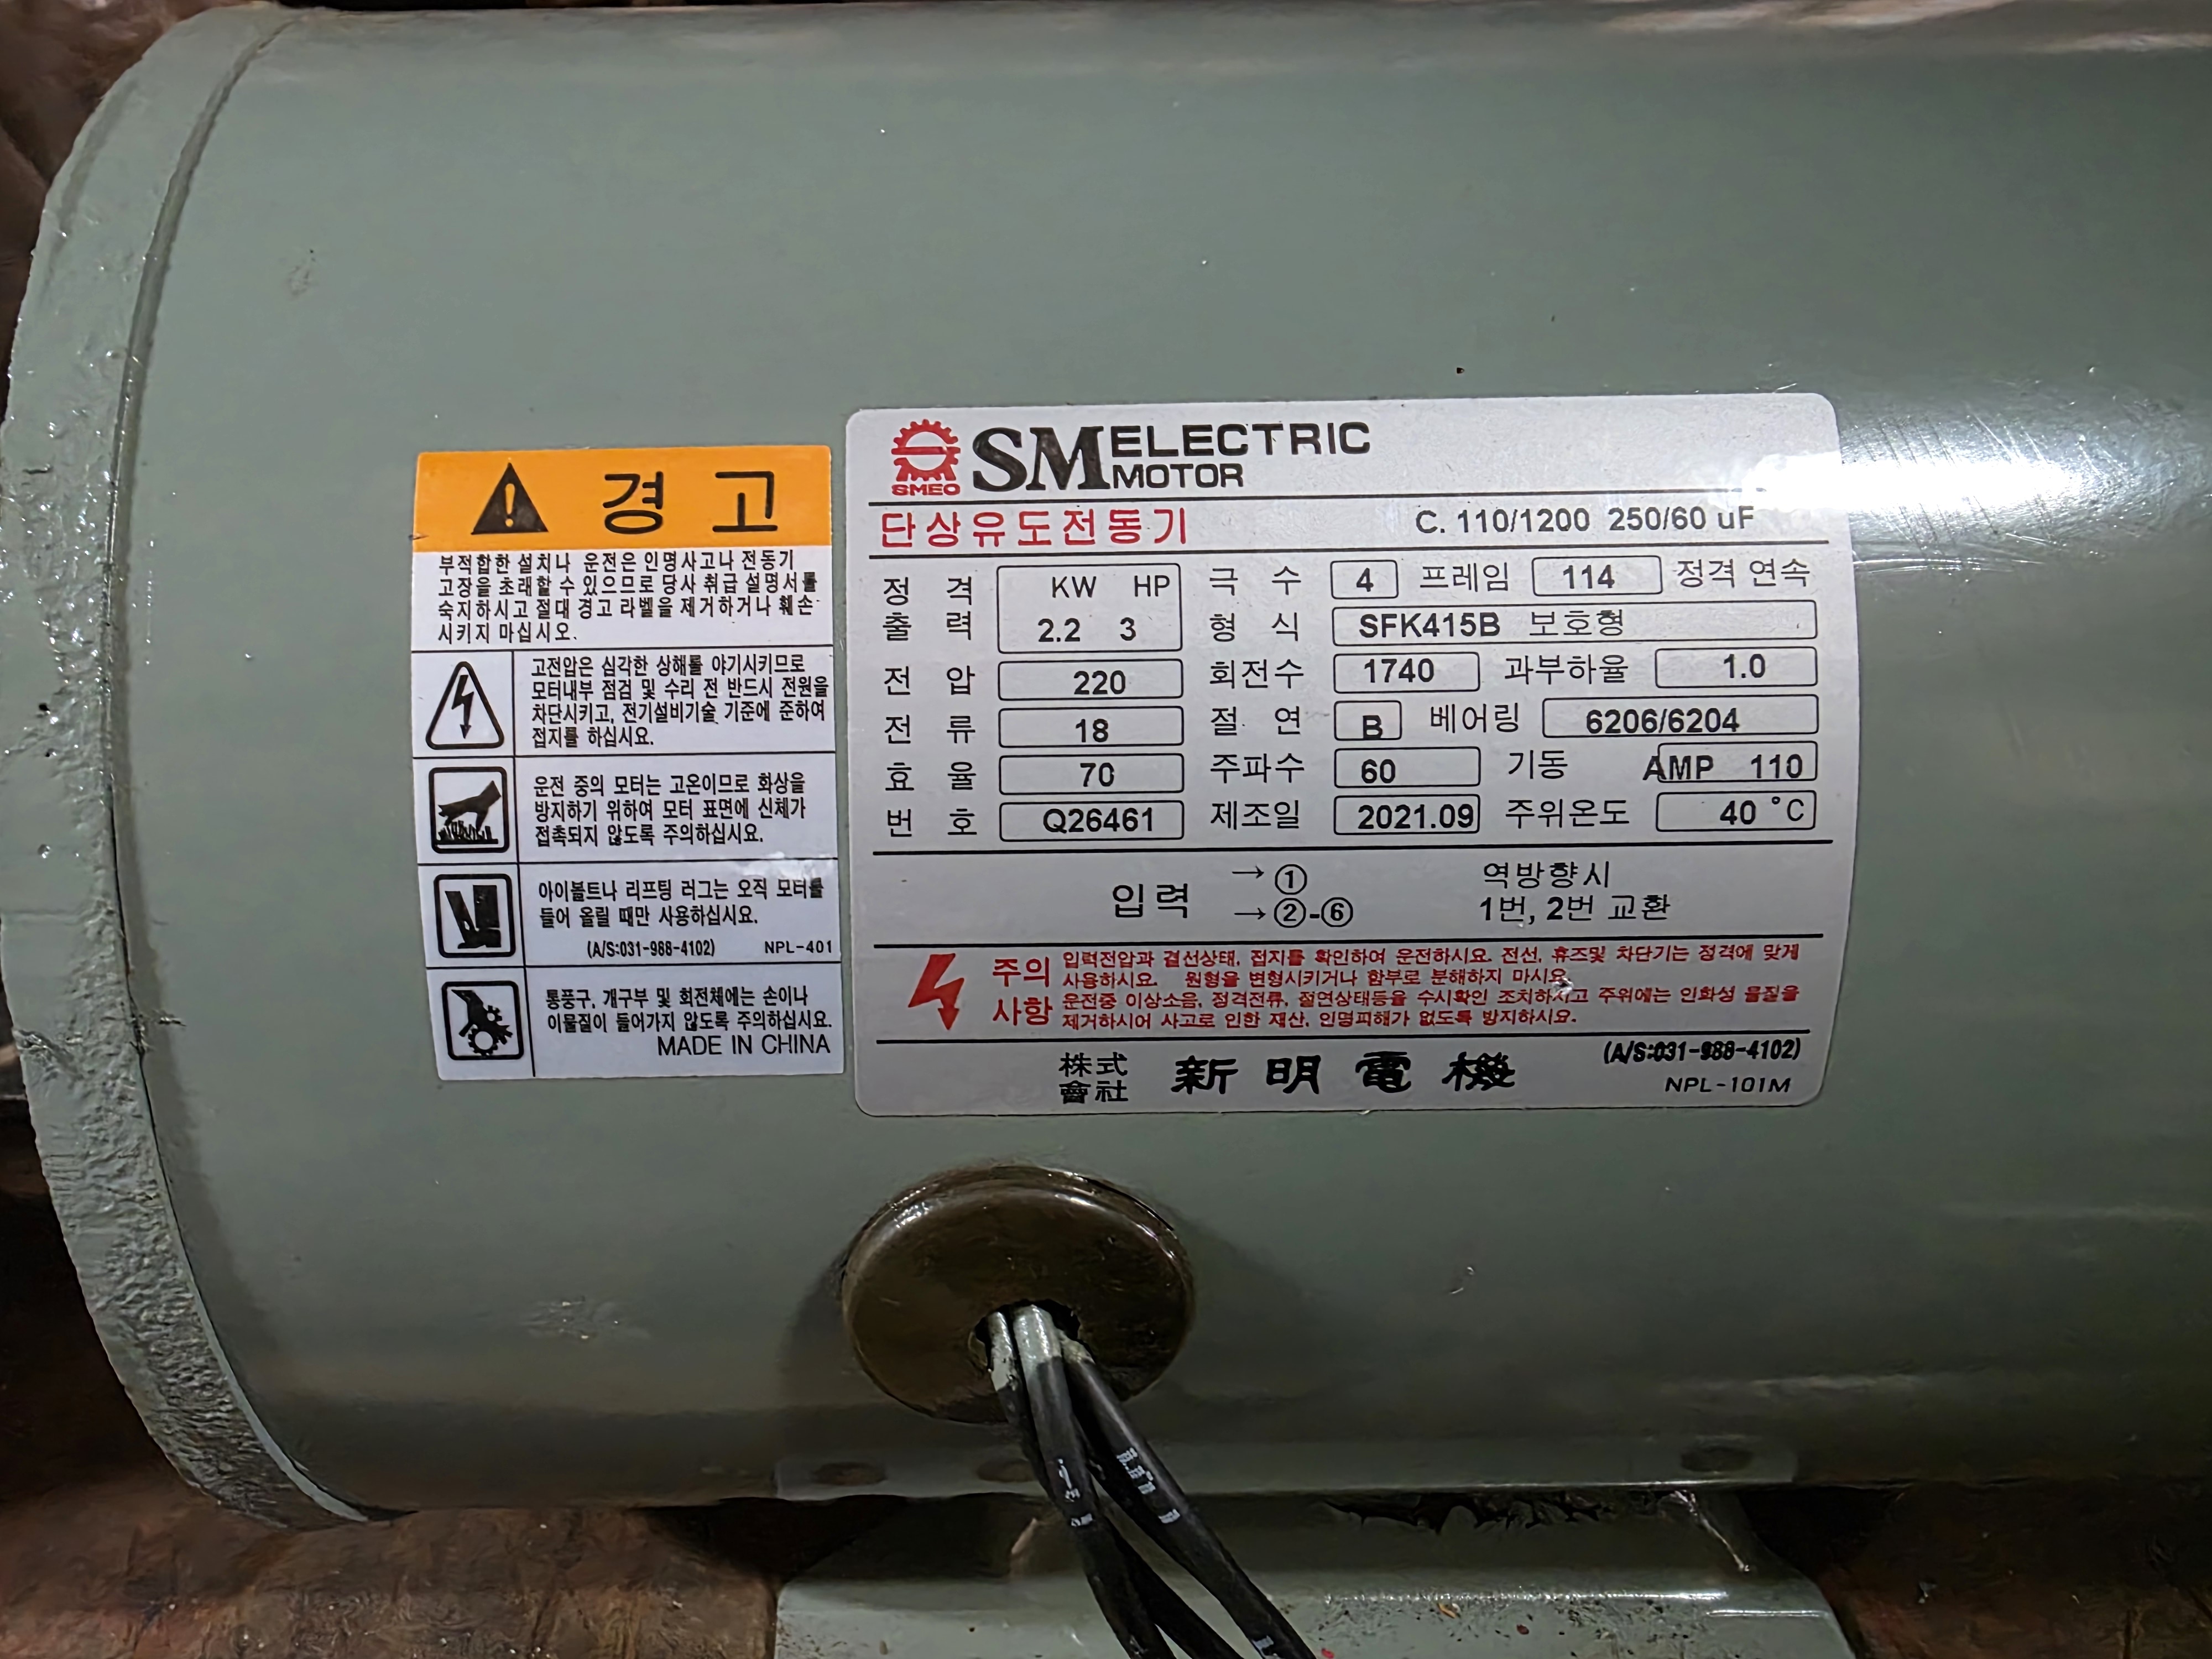 경 고
부적합한 설치나 운전은 인명사고나 전동기
고장을 초래할 수 있으므로 당사 취급 설명서를
숙지하시고 절대 경고 라벨을 제거하거나 훼손
시키지 마십시오.
고전압은 심각한 상해를 야기시키므로
모터내부 점검 및 수리 전 반드시 전원을
차단시키고, 전기설비기술 기준에 준하여
접지를 하십시요.
운전 중의 모터는 고온이므로 화상을
방지하기 위하여 모터 표면에 신체가
접촉되지 않도록 주의하십시요.
아이볼트나 리프팅 러그는 오직 모터를
들어 올릴 때만 사용하십시요.
(A/S:031-988-4102) NPL-401
통풍구, 개구부 및 회전체에는 손이나
이물질이 들어가지 않도록 주의하십시요.
MADE IN CHINA
SMEO SM ELECTRIC
MOTOR
단상유도전동기 C. 110/1200 250/60 uF
정 격 KW HP 극 수 4 프레임 114 정격 연속
출 력 2.2 3 형 식 SFK415B 보호형
전 압 220 회전수 1740 과부하율 1.0
전 류 18 절 연 B 베어링 6206/6204
효 율 70 주파수 60 기동 AMP 110
번 호 Q26461 제조일 2021.09 주위온도 40 °C
입력 → ① 역방향시
→ ②-⑥ 1번, 2번 교환
주의 입력전압과 결선상태, 접지를 확인하여 운전하시요. 전선, 휴즈및 차단기는 정격에 맞게
사용하시요. 원형을 변형시키거나 함부로 분해하지 마시요.
사항 운전중 이상소음, 정격전류, 절연상태등을 수시확인 조치하시고 주위에는 인화성 물질을
제거하시어 사고로 인한 재산, 인명피해가 없도록 방지하시요.
株式
會社 新明電機 (A/S:031-988-4102)
NPL-101M